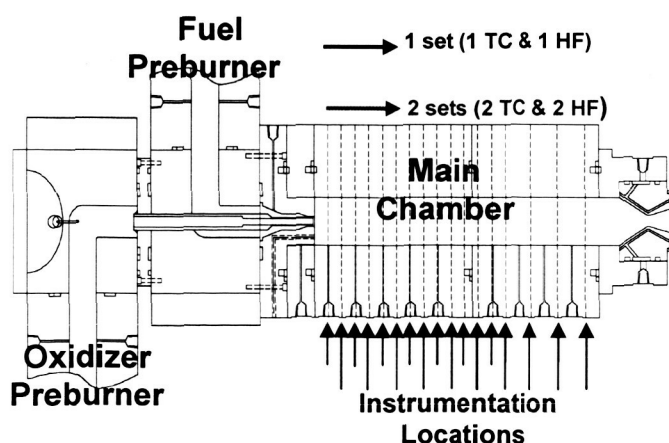 Fuel
Preburner
1 set (1 TC & 1 HF)
2 sets (2 TC & 2 HF)
Main
Chamber
Oxidizer
Preburner
Instrumentation
Locations